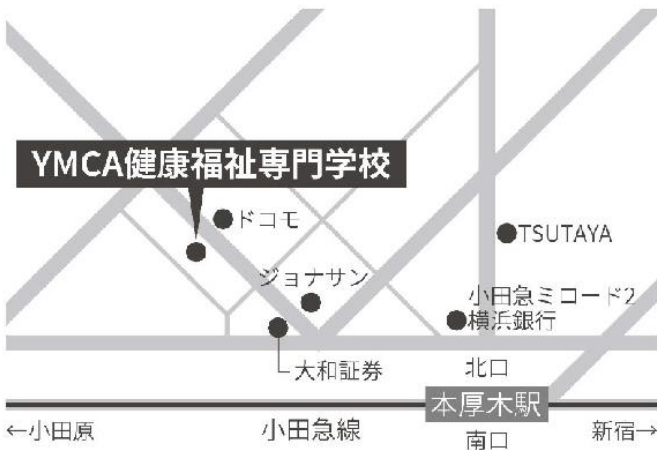 YMCA健康福祉専門学校
ドコモ
TSUTAYA
ジョナサン
小田急ミロード2
横浜銀行
大和証券
北口
本厚木駅
←小田原
小田急線
南口
新宿→